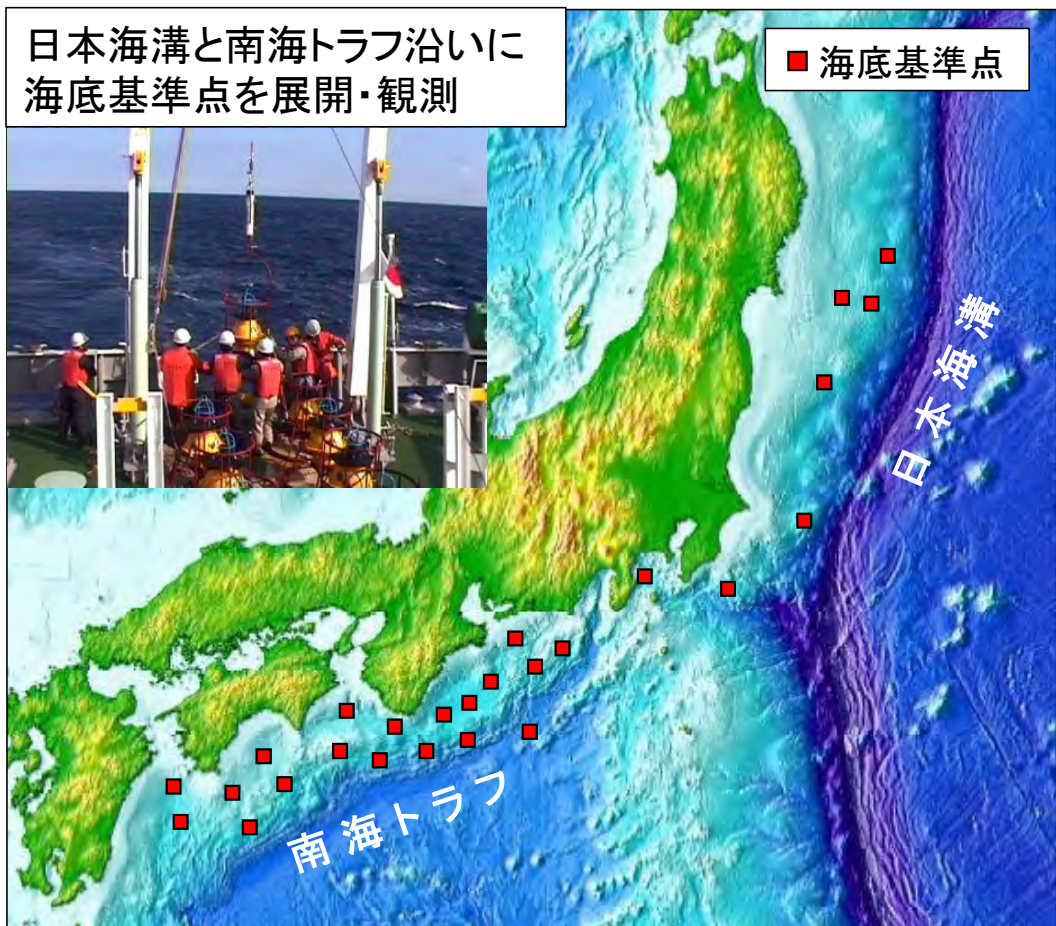 日本海溝と南海トラフ沿いに
海底基準点を展開・観測
海底基準点
日本海溝
南海トラフ